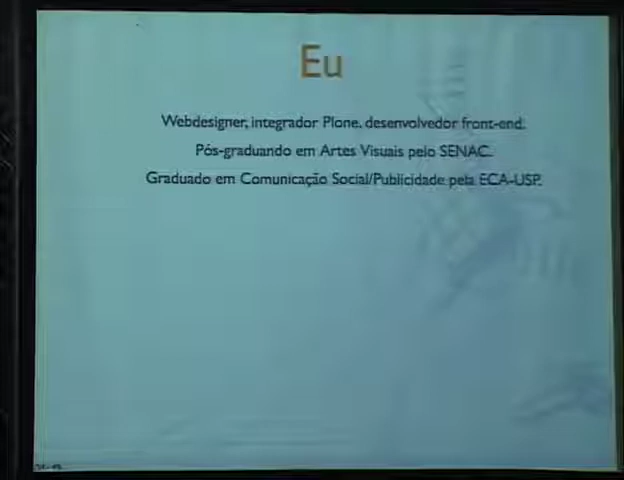 Eu
Webdesigner, integrador Plone, desenvolvedor front-end.
Pós-graduando em Artes Visuais pelo SENAC.
Graduado em Comunicação Social/Publicidade pela ECA-USP.